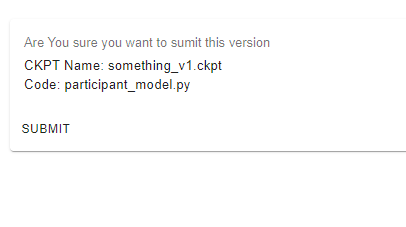 Are You sure you want to sumit this version
CKPT Name: something_v1.ckpt
Code: participant_model.py
SUBMIT